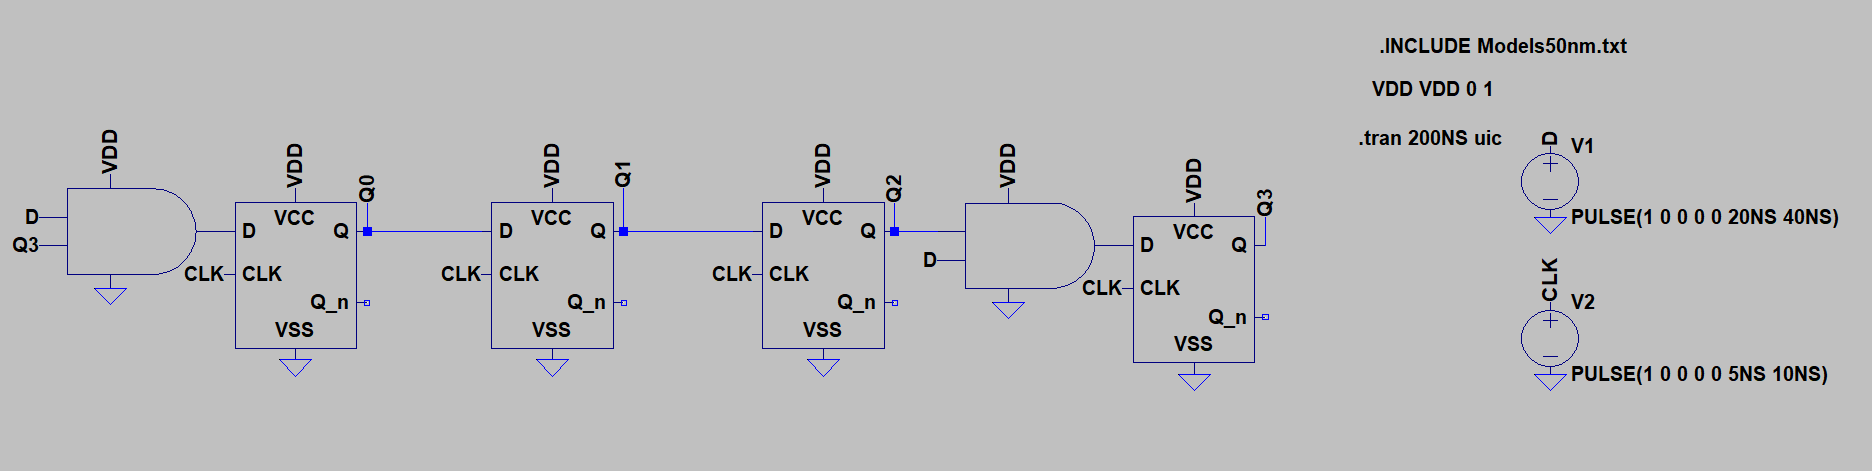 .INCLUDE Models50nm.txt
VDD VDD 0 1
.tran 200NS uic
D
V1
PULSE(1 0 0 0 0 20NS 40NS)
CLK
V2
PULSE(1 0 0 0 0 5NS 10NS)
VDD
D
Q3
VDD
VCC
D
Q
CLK
CLK
Q_n
VSS
Q0
VDD
VCC
D
Q
CLK
CLK
Q_n
VSS
Q1
VDD
VCC
D
Q
CLK
CLK
Q_n
VSS
Q2
VDD
D
VDD
VCC
D
Q
CLK
CLK
Q_n
VSS
Q3